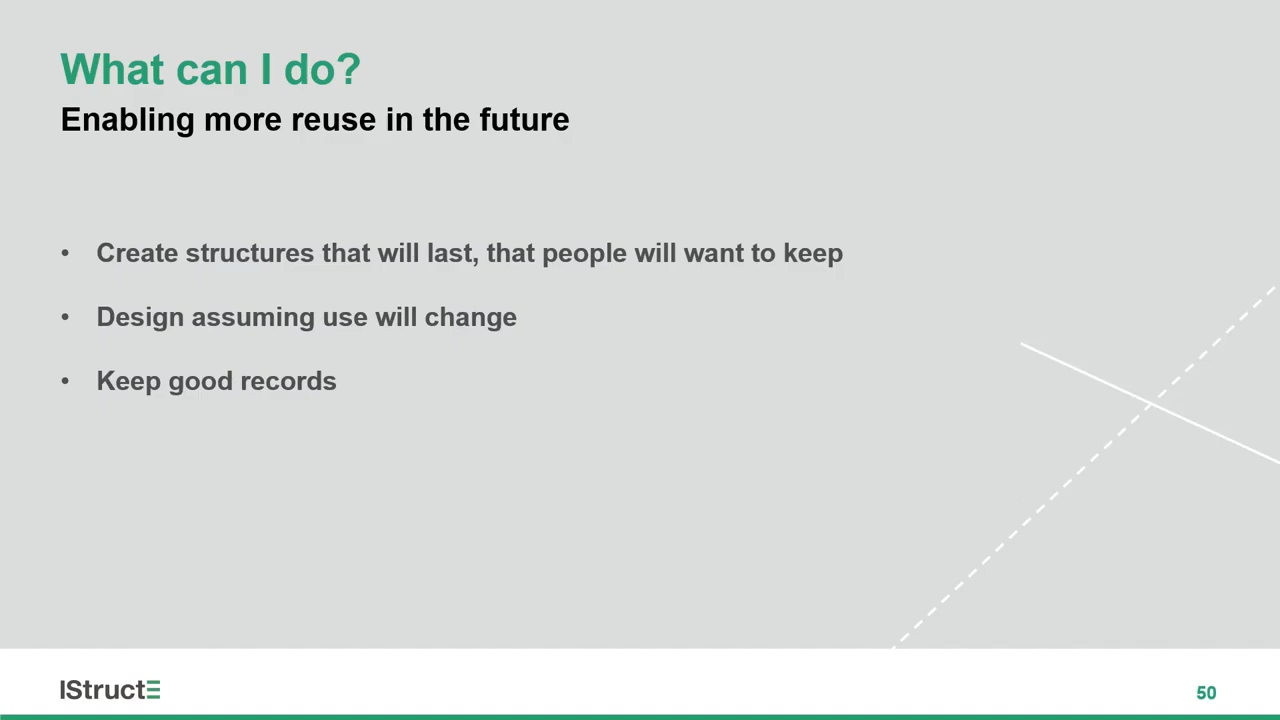 What can I do?
Enabling more reuse in the future
• Create structures that will last, that people will want to keep
• Design assuming use will change
• Keep good records
IStructE
50